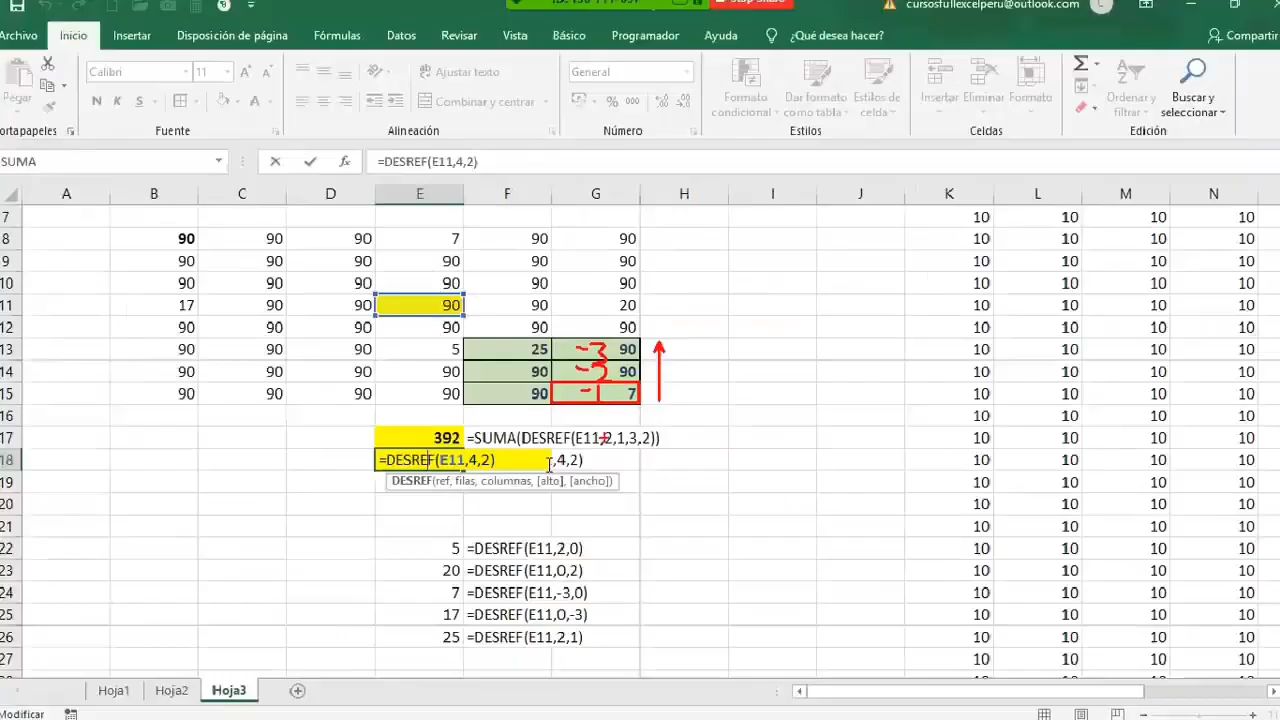 cursosfullexcelperu@outlook.com
Archivo Inicio Insertar Disposición de página Fórmulas Datos Revisar Vista Básico Programador Ayuda ¿Qué desea hacer? Compartir
Pegar Calibri 11 Ajustar texto General Formato condicional Dar formato como tabla Estilos de celda Insertar Eliminar Formato Ordenar y filtrar Buscar y seleccionar
N K S Combinar y centrar % 000
ortapapeles Fuente Alineación Número Estilos Celdas Edición
SUMA fx =DESREF(E11,4,2)
A B C D E F G H I J K L M N
7 10 10 10 10
8 90 90 90 7 90 90 10 10 10 10
9 90 90 90 90 90 90 10 10 10 10
10 90 90 90 90 90 90 10 10 10 10
11 17 90 90 90 90 20 10 10 10 10
12 90 90 90 90 90 90 10 10 10 10
13 90 90 90 5 25 -3 90 10 10 10 10
14 90 90 90 90 90 -2 90 10 10 10 10
15 90 90 90 90 90 -1 7 10 10 10 10
16 10 10 10 10
17 392 =SUMA(DESREF(E11,2,1,3,2)) 10 10 10 10
18 =DESREF(E11,4,2) ,4,2) 10 10 10 10
19 DESREF(ref, filas, columnas, [alto], [ancho]) 10 10 10 10
20 10 10 10 10
21 10 10 10 10
22 5 =DESREF(E11,2,0) 10 10 10 10
23 20 =DESREF(E11,0,2) 10 10 10 10
24 7 =DESREF(E11,-3,0) 10 10 10 10
25 17 =DESREF(E11,0,-3) 10 10 10 10
26 25 =DESREF(E11,2,1) 10 10 10 10
27 10 10 10 10
Hoja1 Hoja2 Hoja3
Modificar